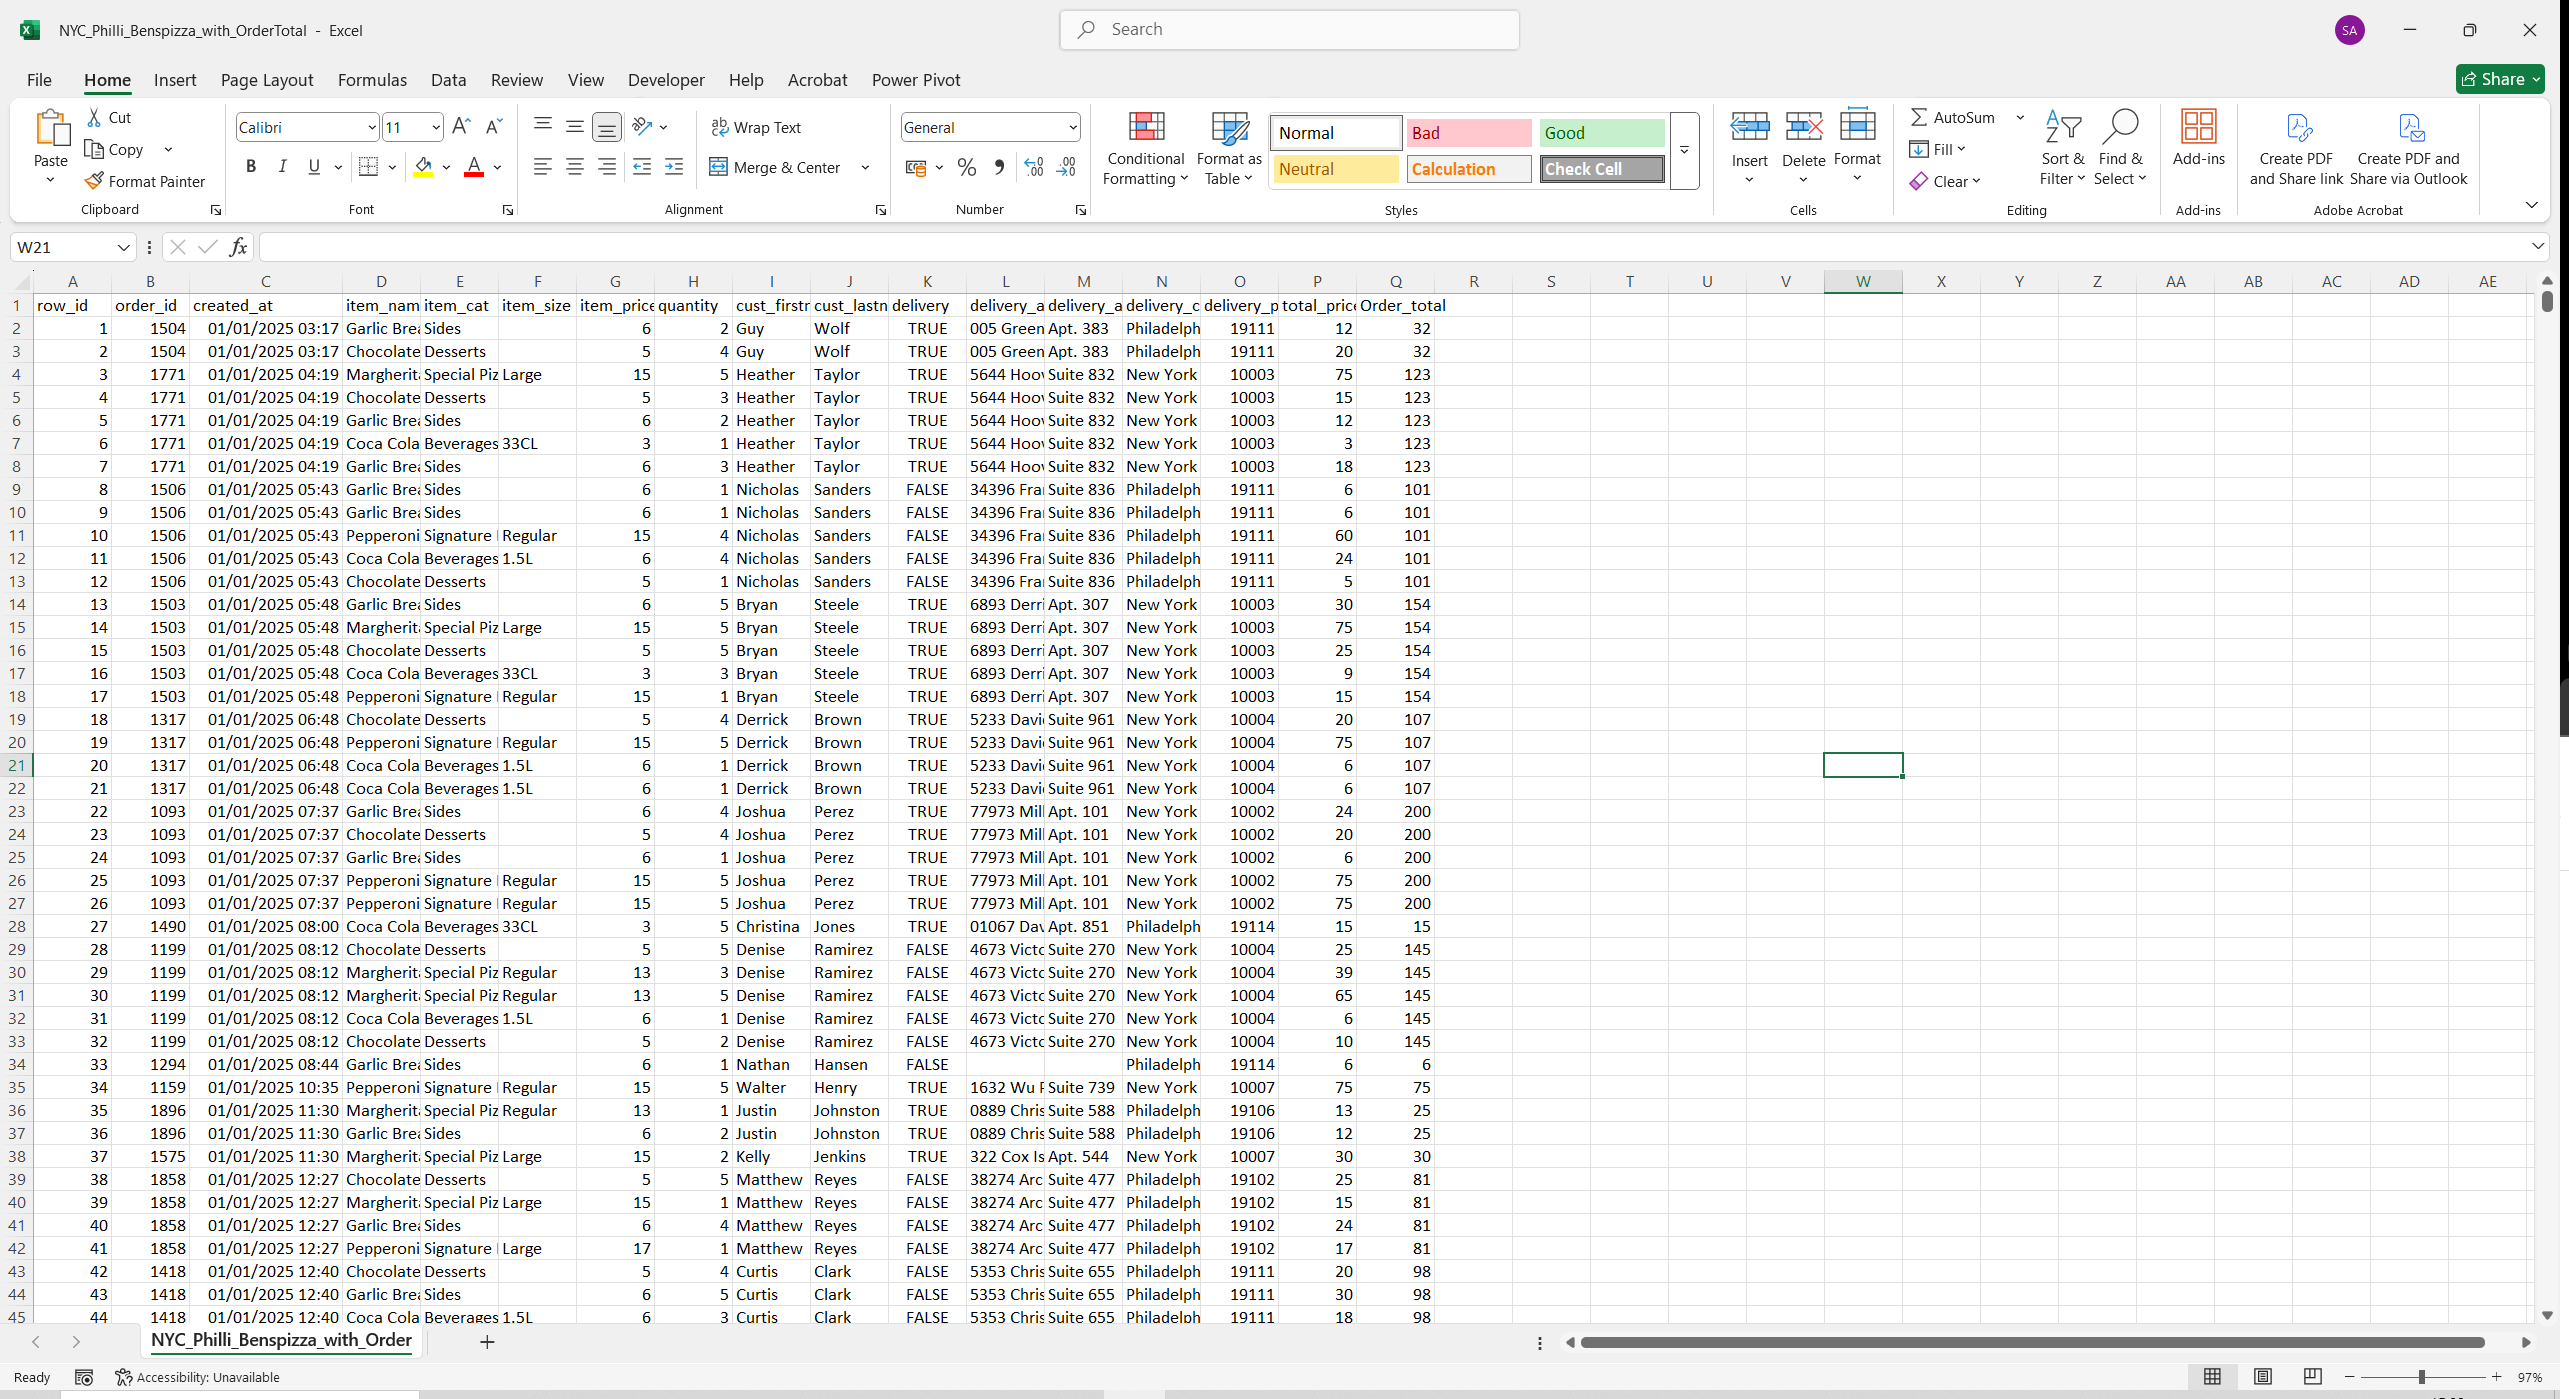 NYC_Philli_Benspizza_with_OrderTotal - Excel
Search
SA
File Home Insert Page Layout Formulas Data Review View Developer Help Acrobat Power Pivot
Share
Paste
Cut
Copy
Format Painter
Clipboard
Calibri 11
B I U
Font
Wrap Text
Merge & Center
Alignment
General
Number
Conditional Formatting
Format as Table
Normal Bad Good
Neutral Calculation Check Cell
Styles
Insert Delete Format
Cells
AutoSum
Fill
Clear
Sort & Filter
Find & Select
Editing
Add-ins
Add-ins
Create PDF and Share link
Create PDF and Share via Outlook
Adobe Acrobat
W21 fx
A B C D E F G H I J K L M N O P Q R S T U V W X Y Z AA AB AC AD AE
1 row_id order_id created_at item_nam item_cat item_size item_price quantity cust_firstr cust_lastn delivery delivery_a delivery_a delivery_c delivery_p total_price Order_total
2 1 1504 01/01/2025 03:17 Garlic Brea Sides 6 2 Guy Wolf TRUE 005 Green Apt. 383 Philadelph 19111 12 32
3 2 1504 01/01/2025 03:17 Chocolate Desserts 5 4 Guy Wolf TRUE 005 Green Apt. 383 Philadelph 19111 20 32
4 3 1771 01/01/2025 04:19 Margherit Special Piz Large 15 5 Heather Taylor TRUE 5644 Hoov Suite 832 New York 10003 75 123
5 4 1771 01/01/2025 04:19 Chocolate Desserts 5 3 Heather Taylor TRUE 5644 Hoov Suite 832 New York 10003 15 123
6 5 1771 01/01/2025 04:19 Garlic Brea Sides 6 2 Heather Taylor TRUE 5644 Hoov Suite 832 New York 10003 12 123
7 6 1771 01/01/2025 04:19 Coca Cola Beverages 33CL 3 1 Heather Taylor TRUE 5644 Hoov Suite 832 New York 10003 3 123
8 7 1771 01/01/2025 04:19 Garlic Brea Sides 6 3 Heather Taylor TRUE 5644 Hoov Suite 832 New York 10003 18 123
9 8 1506 01/01/2025 05:43 Garlic Brea Sides 6 1 Nicholas Sanders FALSE 34396 Fra Suite 836 Philadelph 19111 6 101
10 9 1506 01/01/2025 05:43 Garlic Brea Sides 6 1 Nicholas Sanders FALSE 34396 Fra Suite 836 Philadelph 19111 6 101
11 10 1506 01/01/2025 05:43 Pepperoni Signature Regular 15 4 Nicholas Sanders FALSE 34396 Fra Suite 836 Philadelph 19111 60 101
12 11 1506 01/01/2025 05:43 Coca Cola Beverages 1.5L 6 4 Nicholas Sanders FALSE 34396 Fra Suite 836 Philadelph 19111 24 101
13 12 1506 01/01/2025 05:43 Chocolate Desserts 5 1 Nicholas Sanders FALSE 34396 Fra Suite 836 Philadelph 19111 5 101
14 13 1503 01/01/2025 05:48 Garlic Brea Sides 6 5 Bryan Steele TRUE 6893 Derri Apt. 307 New York 10003 30 154
15 14 1503 01/01/2025 05:48 Margherit Special Piz Large 15 5 Bryan Steele TRUE 6893 Derri Apt. 307 New York 10003 75 154
16 15 1503 01/01/2025 05:48 Chocolate Desserts 5 5 Bryan Steele TRUE 6893 Derri Apt. 307 New York 10003 25 154
17 16 1503 01/01/2025 05:48 Coca Cola Beverages 33CL 3 3 Bryan Steele TRUE 6893 Derri Apt. 307 New York 10003 9 154
18 17 1503 01/01/2025 05:48 Pepperoni Signature Regular 15 1 Bryan Steele TRUE 6893 Derri Apt. 307 New York 10003 15 154
19 18 1317 01/01/2025 06:48 Chocolate Desserts 5 4 Derrick Brown TRUE 5233 Davi Suite 961 New York 10004 20 107
20 19 1317 01/01/2025 06:48 Pepperoni Signature Regular 15 5 Derrick Brown TRUE 5233 Davi Suite 961 New York 10004 75 107
21 20 1317 01/01/2025 06:48 Coca Cola Beverages 1.5L 6 1 Derrick Brown TRUE 5233 Davi Suite 961 New York 10004 6 107
22 21 1317 01/01/2025 06:48 Coca Cola Beverages 1.5L 6 1 Derrick Brown TRUE 5233 Davi Suite 961 New York 10004 6 107
23 22 1093 01/01/2025 07:37 Garlic Brea Sides 6 4 Joshua Perez TRUE 77973 Mill Apt. 101 New York 10002 24 200
24 23 1093 01/01/2025 07:37 Chocolate Desserts 5 4 Joshua Perez TRUE 77973 Mill Apt. 101 New York 10002 20 200
25 24 1093 01/01/2025 07:37 Garlic Brea Sides 6 1 Joshua Perez TRUE 77973 Mill Apt. 101 New York 10002 6 200
26 25 1093 01/01/2025 07:37 Pepperoni Signature Regular 15 5 Joshua Perez TRUE 77973 Mill Apt. 101 New York 10002 75 200
27 26 1093 01/01/2025 07:37 Pepperoni Signature Regular 15 5 Joshua Perez TRUE 77973 Mill Apt. 101 New York 10002 75 200
28 27 1490 01/01/2025 08:00 Coca Cola Beverages 33CL 3 5 Christina Jones TRUE 01067 Dav Apt. 851 Philadelph 19114 15 15
29 28 1199 01/01/2025 08:12 Chocolate Desserts 5 5 Denise Ramirez FALSE 4673 Victo Suite 270 New York 10004 25 145
30 29 1199 01/01/2025 08:12 Margherit Special Piz Regular 13 3 Denise Ramirez FALSE 4673 Victo Suite 270 New York 10004 39 145
31 30 1199 01/01/2025 08:12 Margherit Special Piz Regular 13 5 Denise Ramirez FALSE 4673 Victo Suite 270 New York 10004 65 145
32 31 1199 01/01/2025 08:12 Coca Cola Beverages 1.5L 6 1 Denise Ramirez FALSE 4673 Victo Suite 270 New York 10004 6 145
33 32 1199 01/01/2025 08:12 Chocolate Desserts 5 2 Denise Ramirez FALSE 4673 Victo Suite 270 New York 10004 10 145
34 33 1294 01/01/2025 08:44 Garlic Brea Sides 6 1 Nathan Hansen FALSE Philadelph 19114 6 6
35 34 1159 01/01/2025 10:35 Pepperoni Signature Regular 15 5 Walter Henry TRUE 1632 Wu F Suite 739 New York 10007 75 75
36 35 1896 01/01/2025 11:30 Margherit Special Piz Regular 13 1 Justin Johnston TRUE 0889 Chris Suite 588 Philadelph 19106 13 25
37 36 1896 01/01/2025 11:30 Garlic Brea Sides 6 2 Justin Johnston TRUE 0889 Chris Suite 588 Philadelph 19106 12 25
38 37 1575 01/01/2025 11:30 Margherit Special Piz Large 15 2 Kelly Jenkins TRUE 322 Cox Is Apt. 544 New York 10007 30 30
39 38 1858 01/01/2025 12:27 Chocolate Desserts 5 5 Matthew Reyes FALSE 38274 Arc Suite 477 Philadelph 19102 25 81
40 39 1858 01/01/2025 12:27 Margherit Special Piz Large 15 1 Matthew Reyes FALSE 38274 Arc Suite 477 Philadelph 19102 15 81
41 40 1858 01/01/2025 12:27 Garlic Brea Sides 6 4 Matthew Reyes FALSE 38274 Arc Suite 477 Philadelph 19102 24 81
42 41 1858 01/01/2025 12:27 Pepperoni Signature Large 17 1 Matthew Reyes FALSE 38274 Arc Suite 477 Philadelph 19102 17 81
43 42 1418 01/01/2025 12:40 Chocolate Desserts 5 4 Curtis Clark FALSE 5353 Chris Suite 655 Philadelph 19111 20 98
44 43 1418 01/01/2025 12:40 Garlic Brea Sides 6 5 Curtis Clark FALSE 5353 Chris Suite 655 Philadelph 19111 30 98
45 44 1418 01/01/2025 12:40 Coca Cola Beverages 1.5L 6 3 Curtis Clark FALSE 5353 Chris Suite 655 Philadelph 19111 18 98
NYC_Philli_Benspizza_with_Order
Ready Accessibility: Unavailable 97%